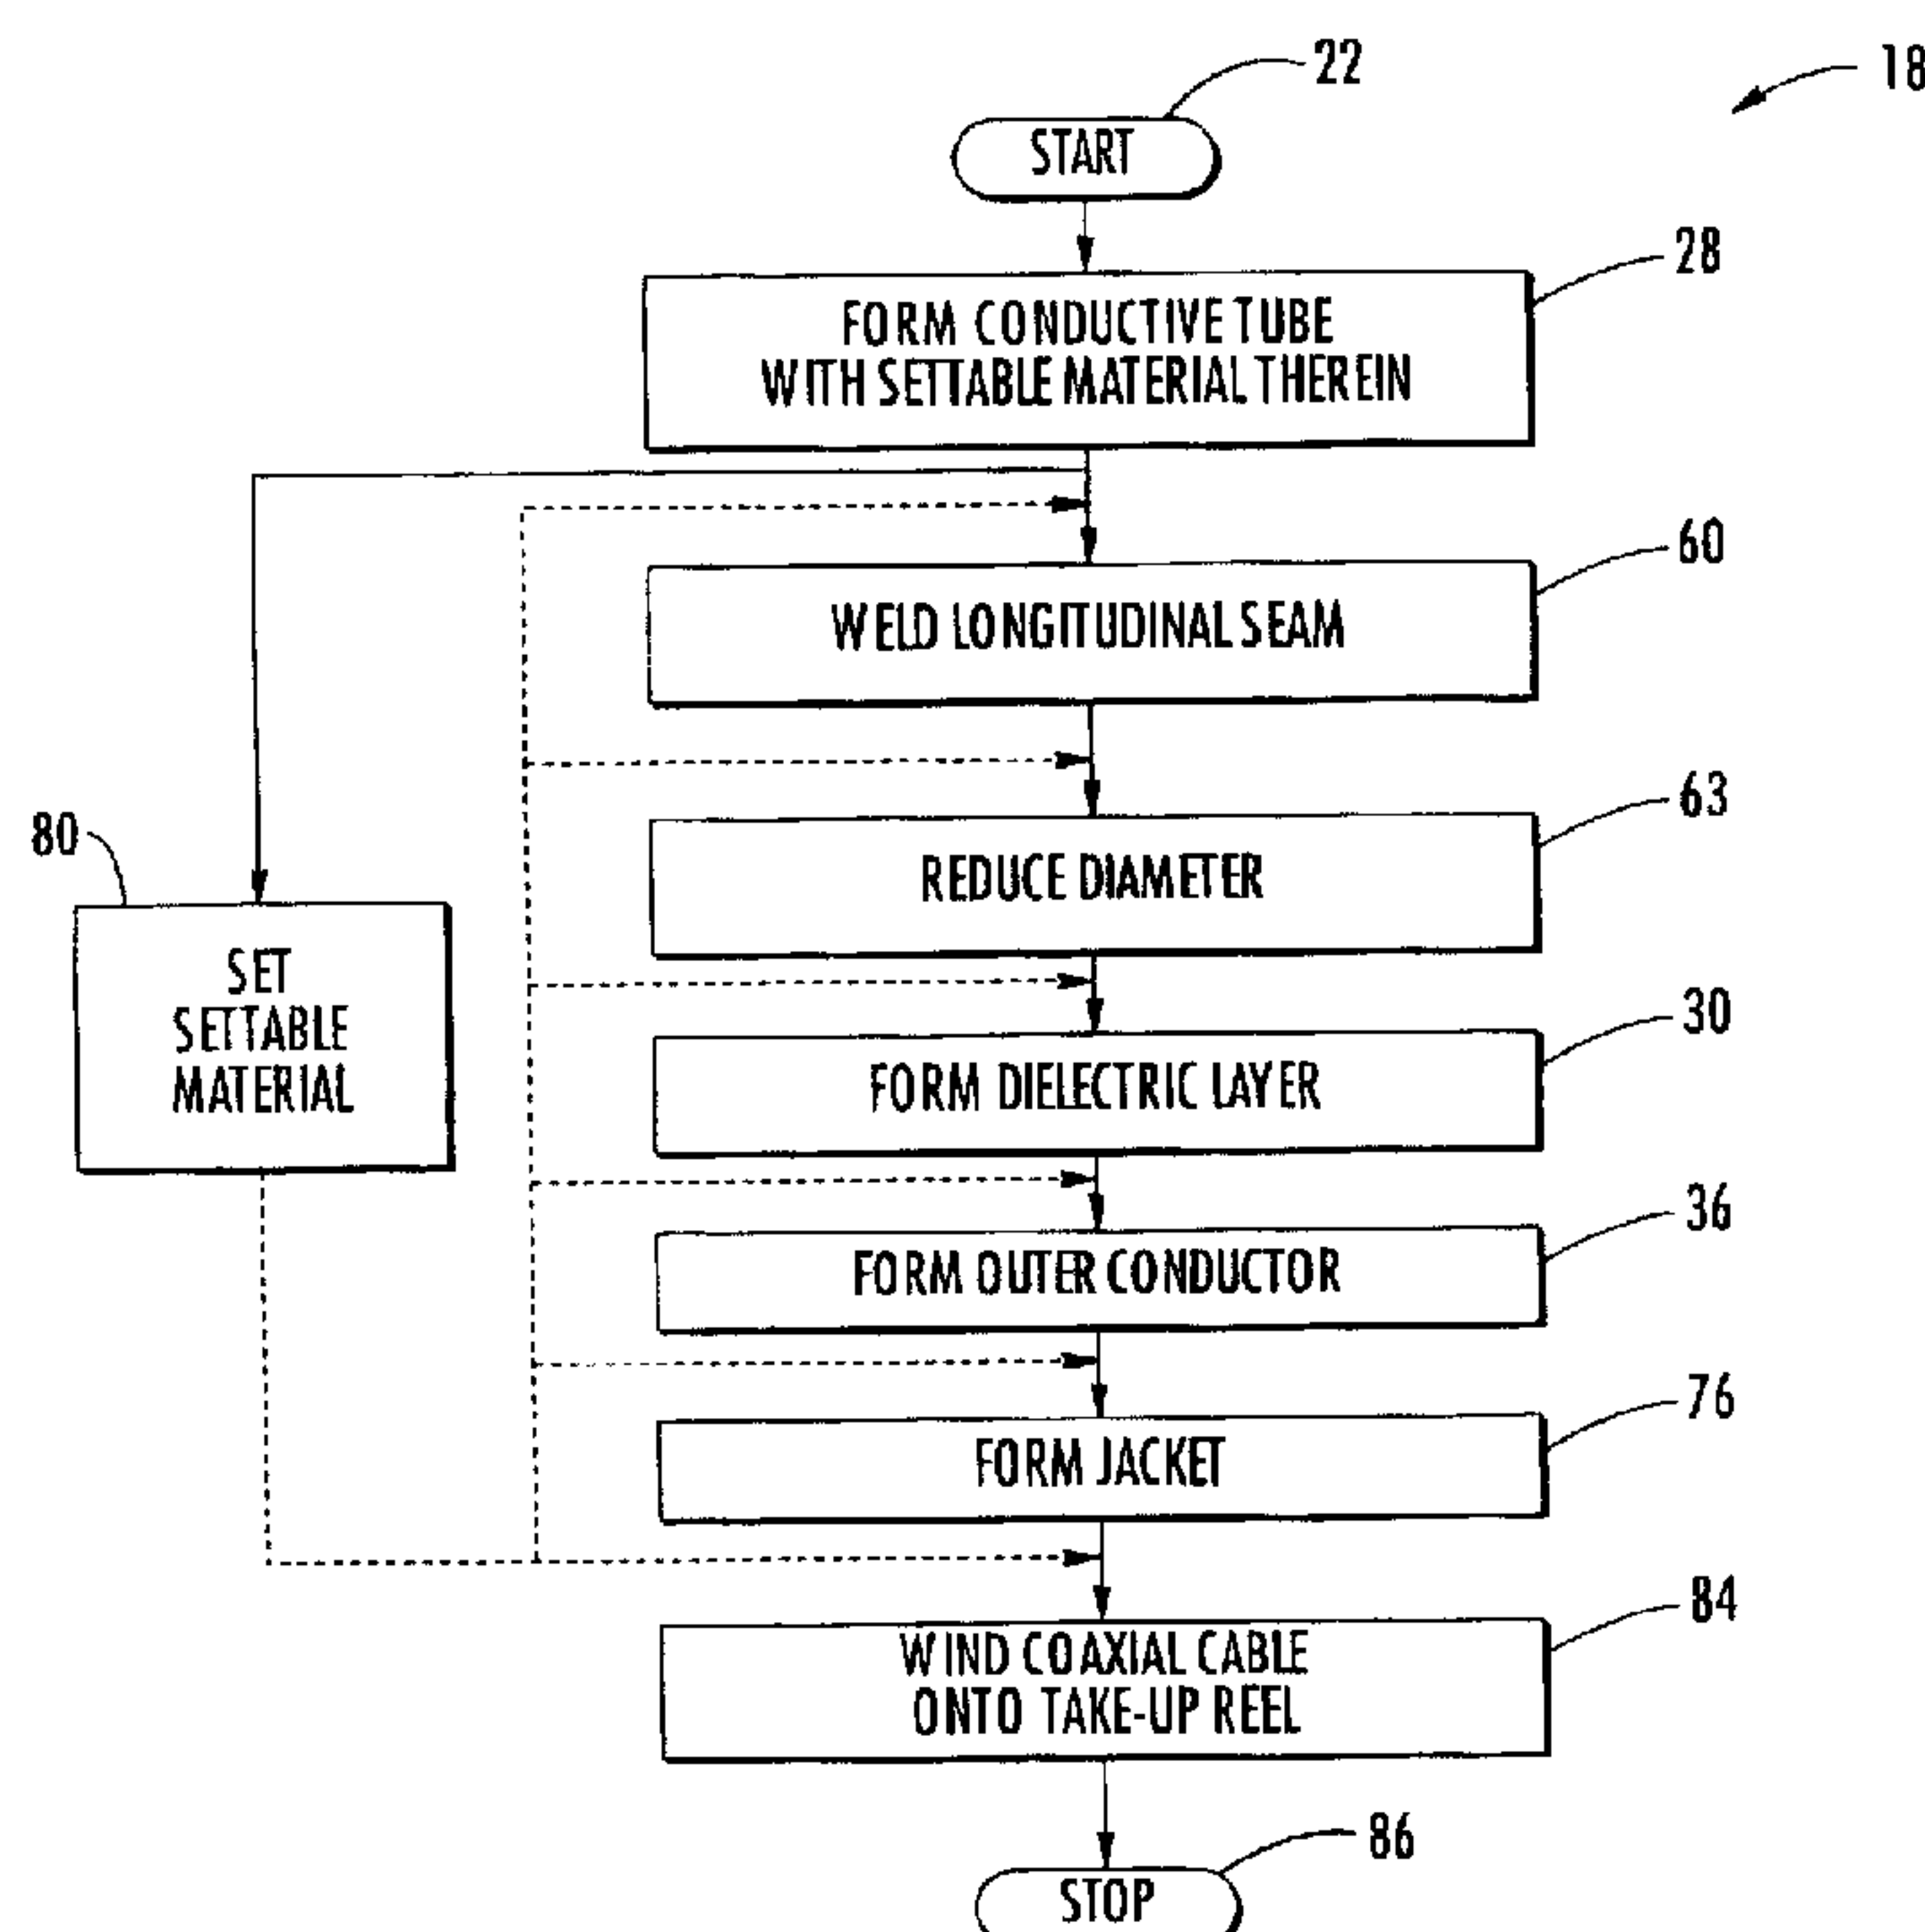 22
18
START
28
FORM CONDUCTIVE TUBE
WITH SETTABLE MATERIAL THEREIN
60
WELD LONGITUDINAL SEAM
63
REDUCE DIAMETER
80
SET
SETTABLE
MATERIAL
30
FORM DIELECTRIC LAYER
36
FORM OUTER CONDUCTOR
76
FORM JACKET
84
WIND COAXIAL CABLE
ONTO TAKE-UP REEL
86
STOP